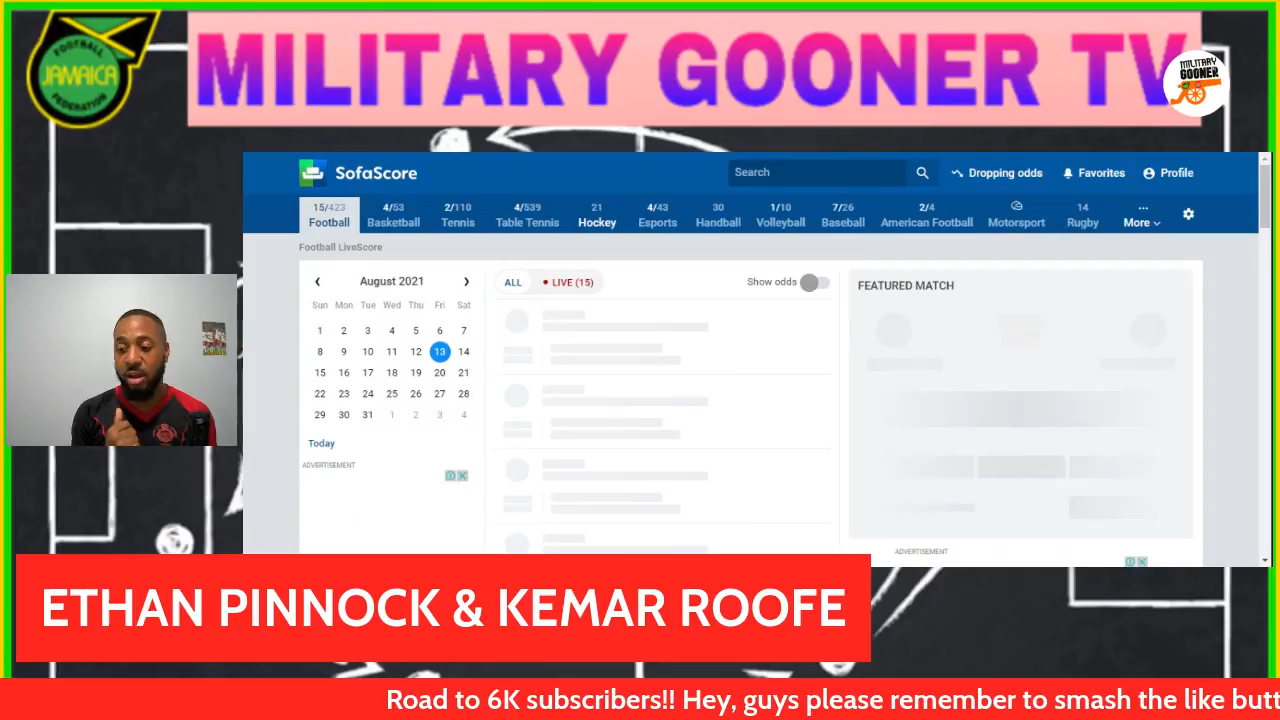 FOOTBALL
JAMAICA
FEDERATION
MILITARY GOONER TV
MILITARY
GOONER
SofaScore
Search
Dropping odds
Favorites
Profile
15/423
Football
4/53
Basketball
2/110
Tennis
4/539
Table Tennis
21
Hockey
4/43
Esports
30
Handball
1/10
Volleyball
7/26
Baseball
2/4
American Football
Motorsport
14
Rugby
...
More
Football LiveScore
August 2021
Sun Mon Tue Wed Thu Fri Sat
1 2 3 4 5 6 7
8 9 10 11 12 13 14
15 16 17 18 19 20 21
22 23 24 25 26 27 28
29 30 31 1 2 3 4
Today
ADVERTISEMENT
ALL
LIVE (15)
Show odds
FEATURED MATCH
ADVERTISEMENT
ETHAN PINNOCK & KEMAR ROOFE
Road to 6K subscribers!! Hey, guys please remember to smash the like butt